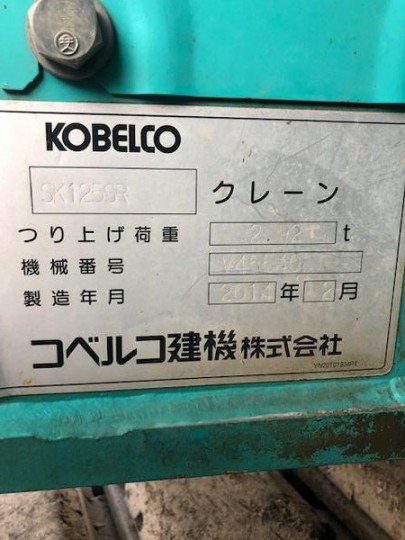 KOBELCO
SK125SR クレーン
つり上げ荷重 t
機械番号
製造年月 年 月
コベルコ建機株式会社